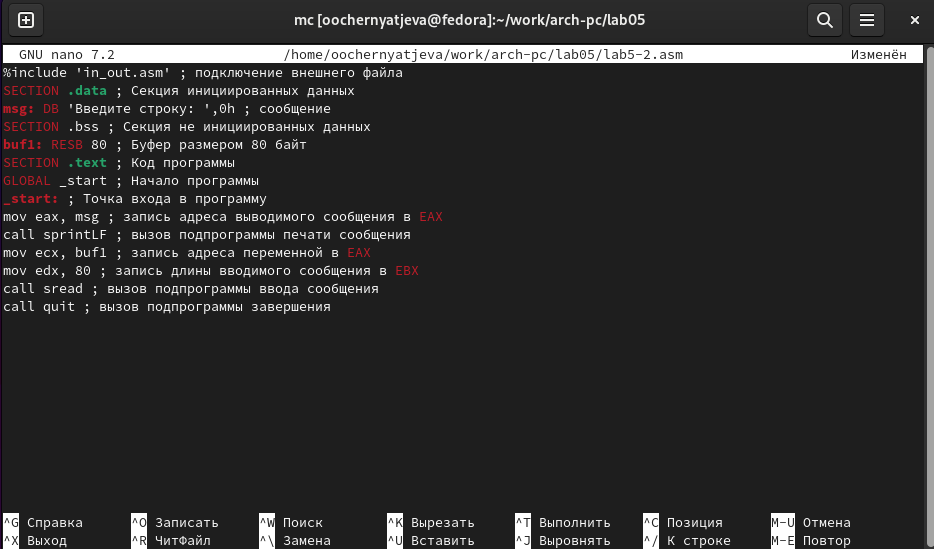 mc [oochernyatjeva@fedora]:~/work/arch-pc/lab05
GNU nano 7.2 /home/oochernyatjeva/work/arch-pc/lab05/lab5-2.asm Изменён
%include 'in_out.asm' ; подключение внешнего файла
SECTION .data ; Секция инициированных данных
msg: DB 'Введите строку: ',0h ; сообщение
SECTION .bss ; Секция не инициированных данных
buf1: RESB 80 ; Буфер размером 80 байт
SECTION .text ; Код программы
GLOBAL _start ; Начало программы
_start: ; Точка входа в программу
mov eax, msg ; запись адреса выводимого сообщения в EAX
call sprintLF ; вызов подпрограммы печати сообщения
mov ecx, buf1 ; запись адреса переменной в EAX
mov edx, 80 ; запись длины вводимого сообщения в EBX
call sread ; вызов подпрограммы ввода сообщения
call quit ; вызов подпрограммы завершения
^G Справка ^O Записать ^W Поиск ^K Вырезать ^T Выполнить ^C Позиция M-U Отмена
^X Выход ^R ЧитФайл ^\ Замена ^U Вставить ^J Выровнять ^/ К строке M-E Повтор